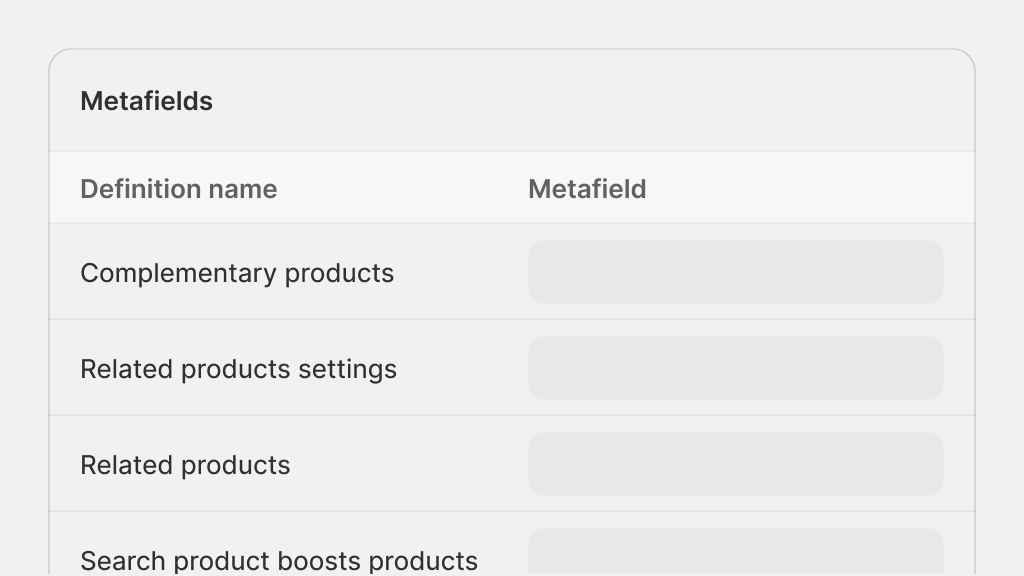 Metafields
Definition name Metafield
Complementary products
Related products settings
Related products
Search product boosts products